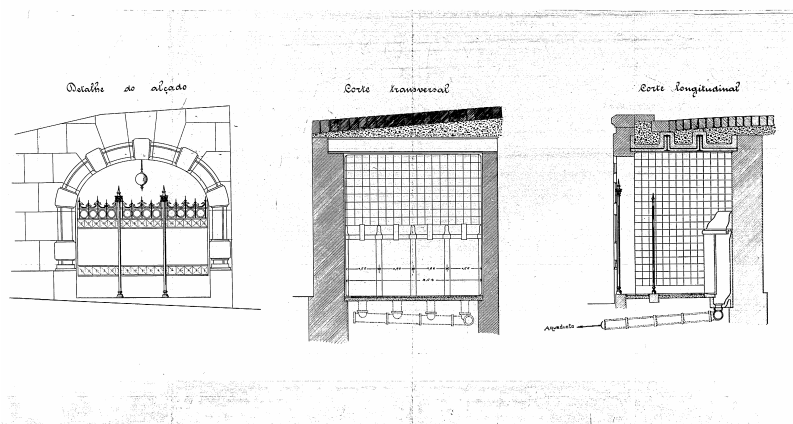 Detalhe do alçado
Corte transversal
Corte longitudinal
Aqueduto